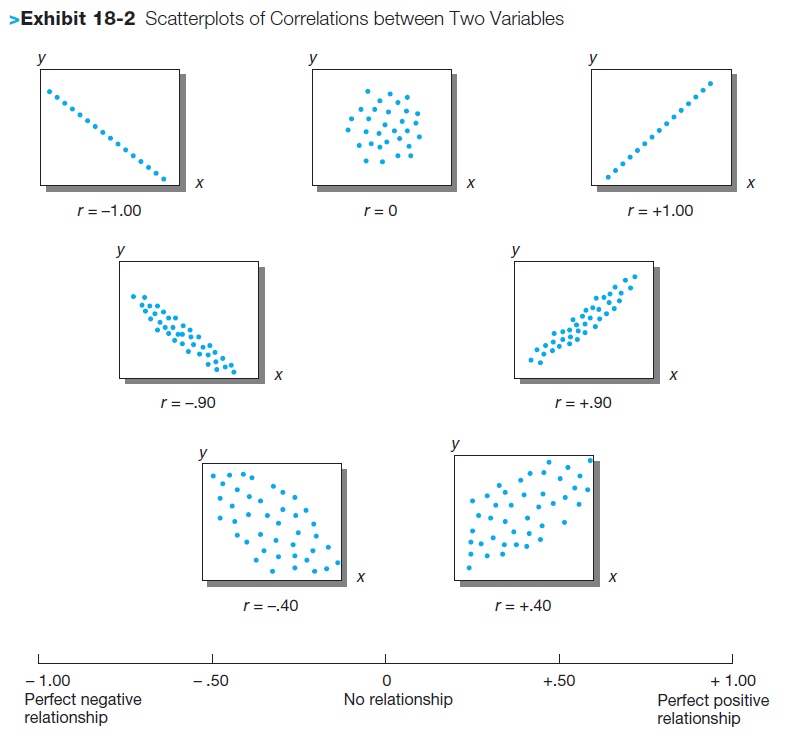 >Exhibit 18-2 Scatterplots of Correlations between Two Variables
y y y
x x x
r = –1.00 r = 0 r = +1.00
y y
x x
r = –.90 r = +.90
y y
x x
r = –.40 r = +.40
– 1.00 – .50 0 +.50 + 1.00
Perfect negative No relationship Perfect positive
relationship relationship